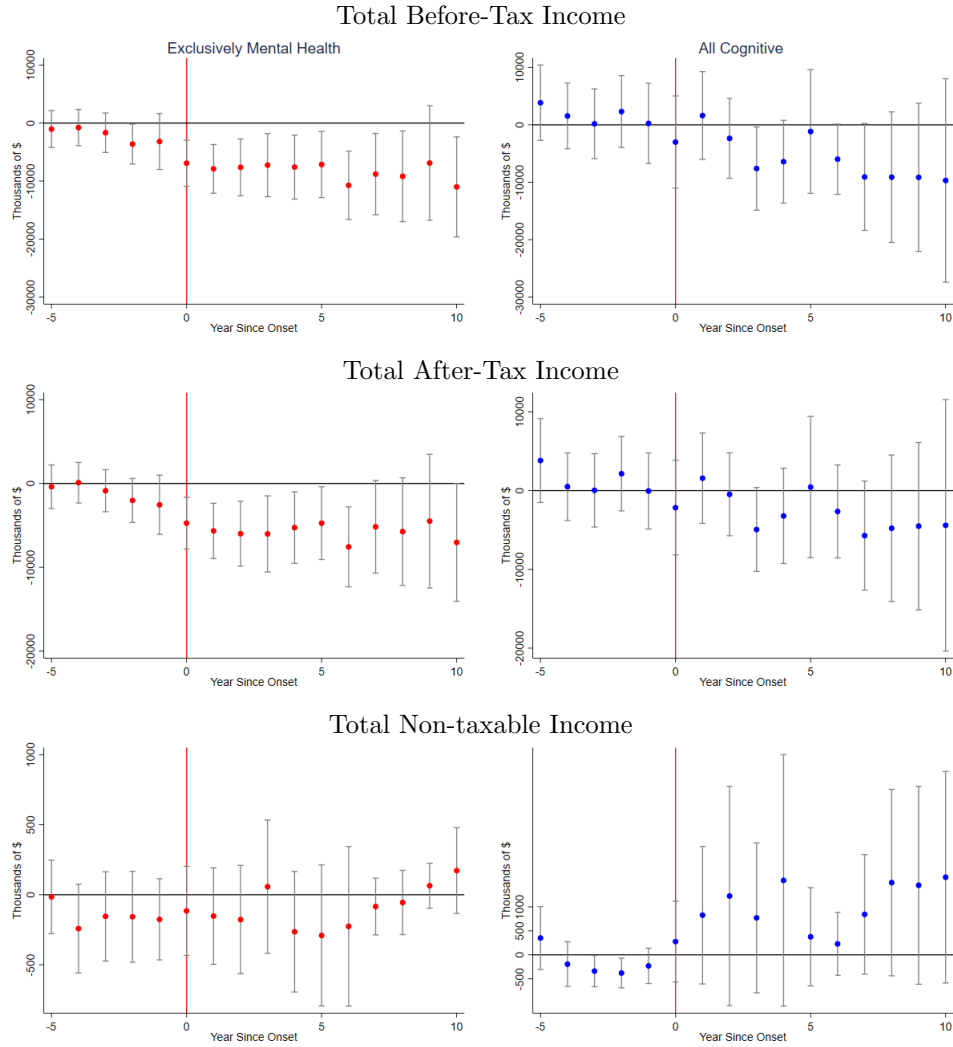 Total Before-Tax Income
Exclusively Mental Health
Thousands of $
10000
0
-10000
-20000
-30000
-5
0
5
10
Year Since Onset
All Cognitive
Thousands of $
10000
0
-10000
-20000
-30000
-5
0
5
10
Year Since Onset
Total After-Tax Income
Thousands of $
10000
0
-10000
-20000
-5
0
5
10
Year Since Onset
Thousands of $
10000
0
-10000
-20000
-5
0
5
10
Year Since Onset
Total Non-taxable Income
Thousands of $
1000
500
0
-500
-5
0
5
10
Year Since Onset
Thousands of $
1000
500
0
-500
-5
0
5
10
Year Since Onset